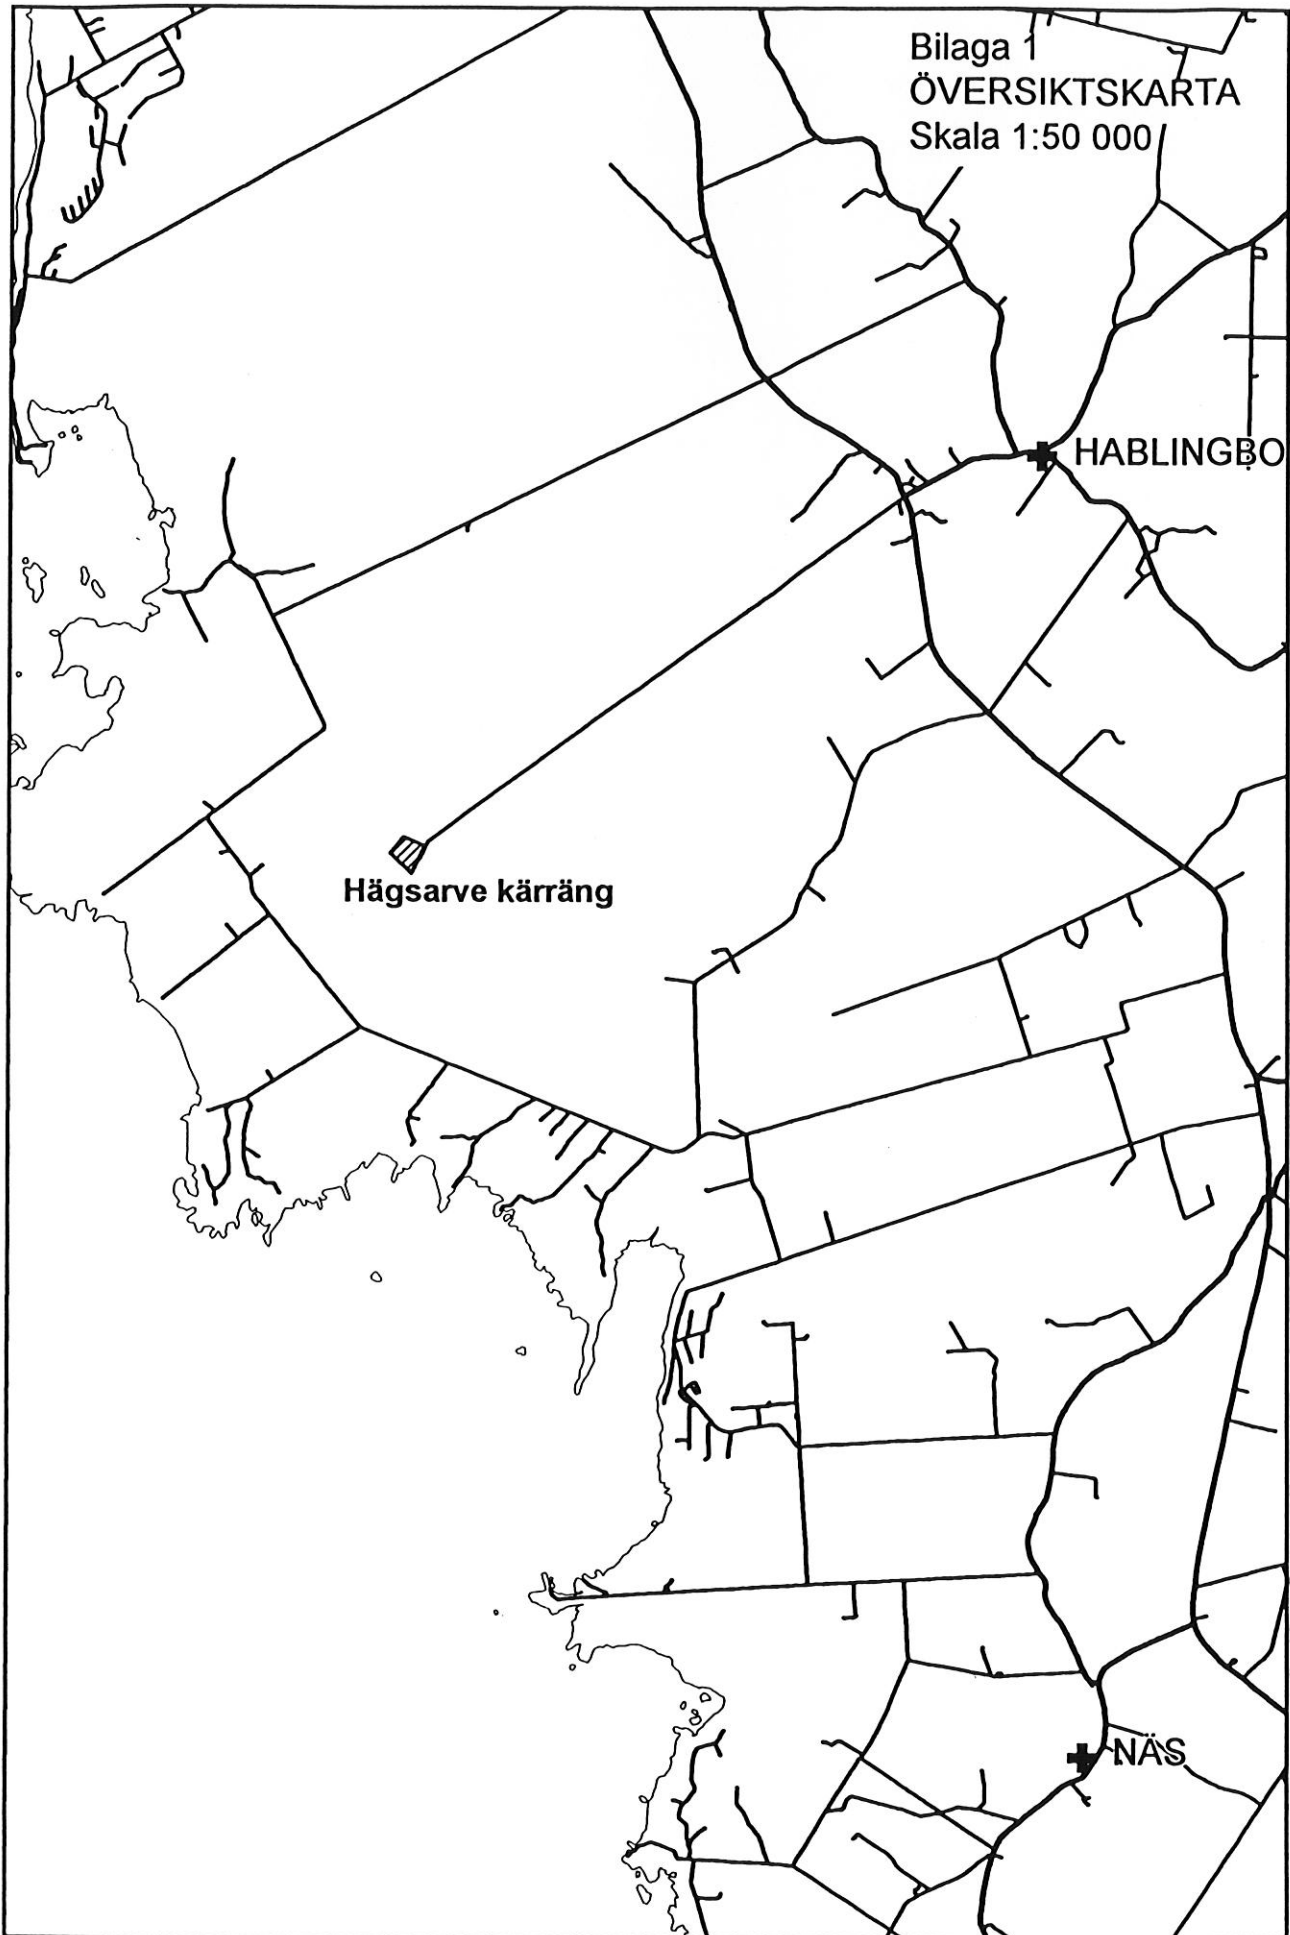 Bilaga 1
ÖVERSIKTSKARTA
Skala 1:50 000
HABLINGBO
Hägsarve kärräng
NÄS